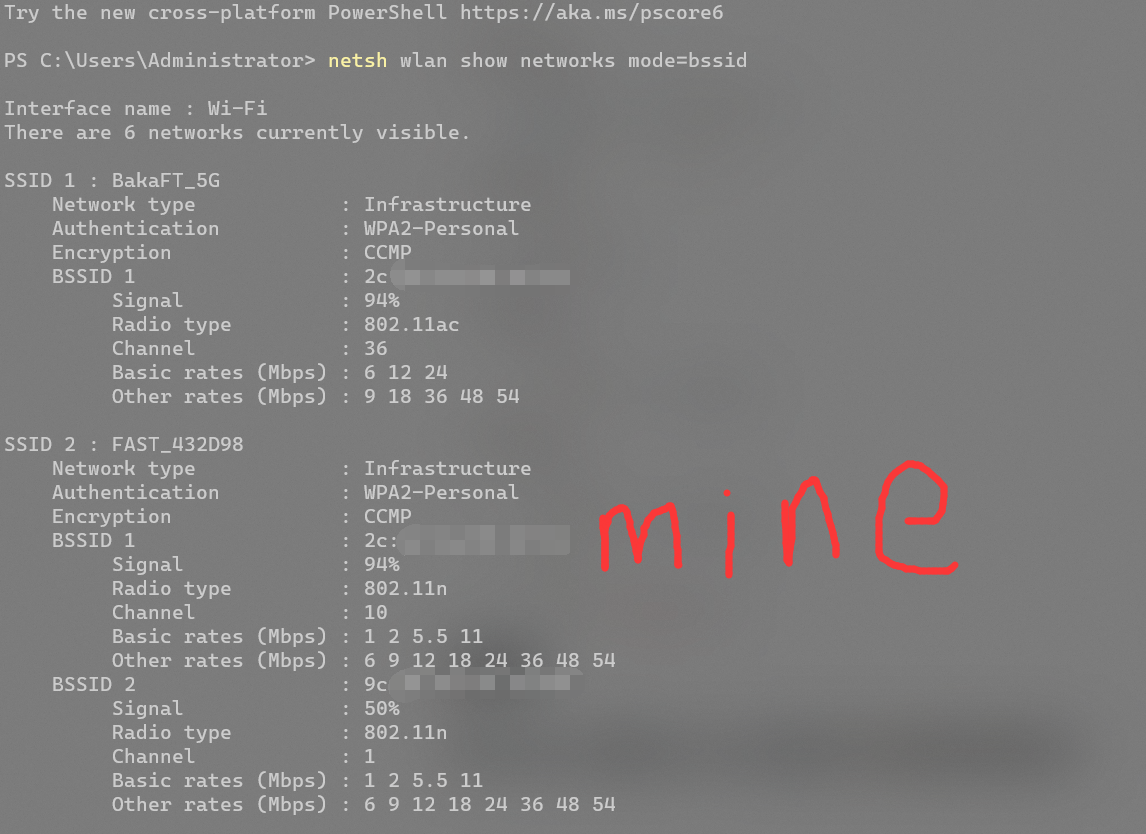 Try the new cross-platform PowerShell https://aka.ms/pscore6
PS C:\Users\Administrator> netsh wlan show networks mode=bssid
Interface name : Wi-Fi
There are 6 networks currently visible.
SSID 1 : BakaFT_5G
Network type : Infrastructure
Authentication : WPA2-Personal
Encryption : CCMP
BSSID 1 : 2c
Signal : 94%
Radio type : 802.11ac
Channel : 36
Basic rates (Mbps) : 6 12 24
Other rates (Mbps) : 9 18 36 48 54
SSID 2 : FAST_432D98
Network type : Infrastructure
Authentication : WPA2-Personal
Encryption : CCMP
BSSID 1 : 2c:
mine
Signal : 94%
Radio type : 802.11n
Channel : 10
Basic rates (Mbps) : 1 2 5.5 11
Other rates (Mbps) : 6 9 12 18 24 36 48 54
BSSID 2 : 9c
Signal : 50%
Radio type : 802.11n
Channel : 1
Basic rates (Mbps) : 1 2 5.5 11
Other rates (Mbps) : 6 9 12 18 24 36 48 54